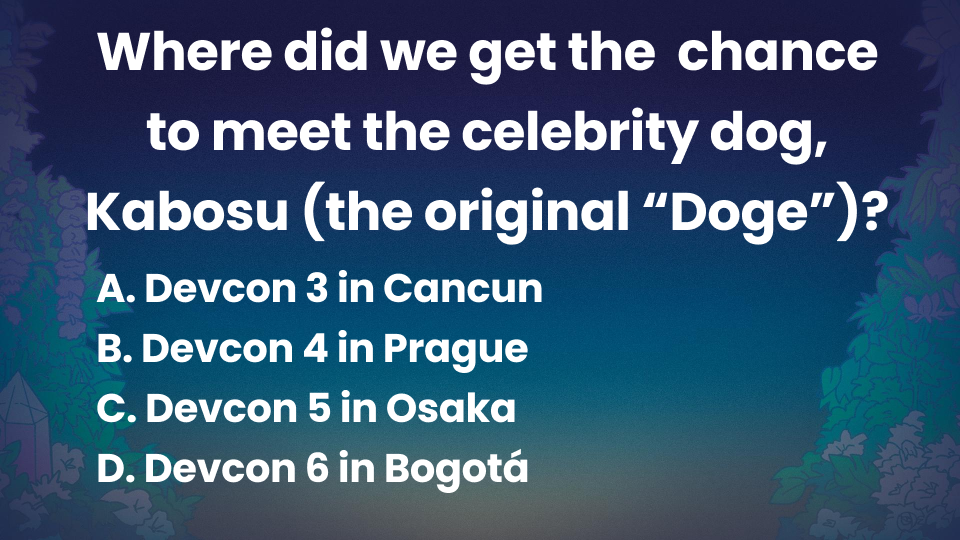 Where did we get the  chance
to meet the celebrity dog,
Kabosu (the original “Doge”)?
A. Devcon 3 in Cancun
B. Devcon 4 in Prague
C. Devcon 5 in Osaka
D. Devcon 6 in Bogotá